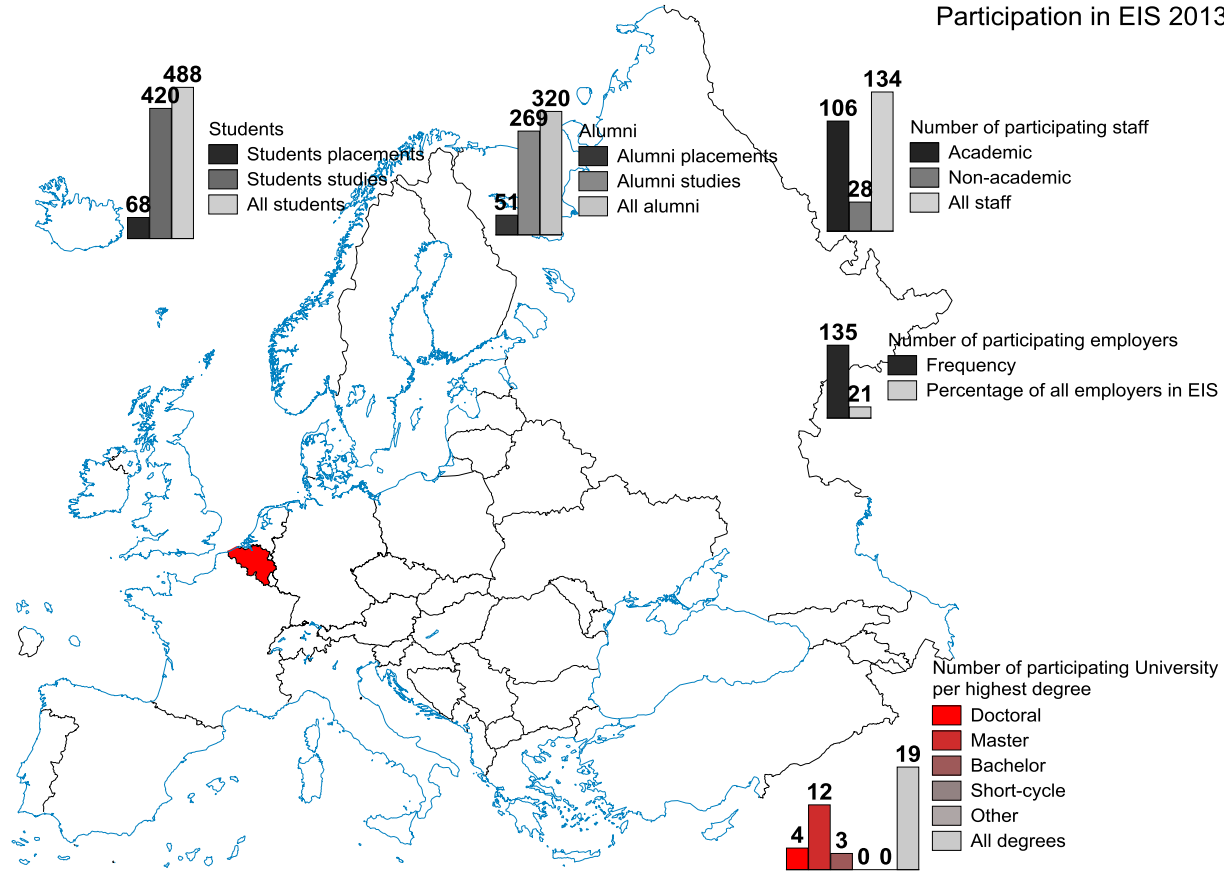 Participation in EIS 2013
488
420
68
Students
Students placements
Students studies
All students
320
269
51
Alumni
Alumni placements
Alumni studies
All alumni
134
106
28
Number of participating staff
Academic
Non-academic
All staff
135
21
Number of participating employers
Frequency
Percentage of all employers in EIS
Number of participating University
per highest degree
Doctoral
Master
Bachelor
Short-cycle
Other
All degrees
19
12
4
3
0
0